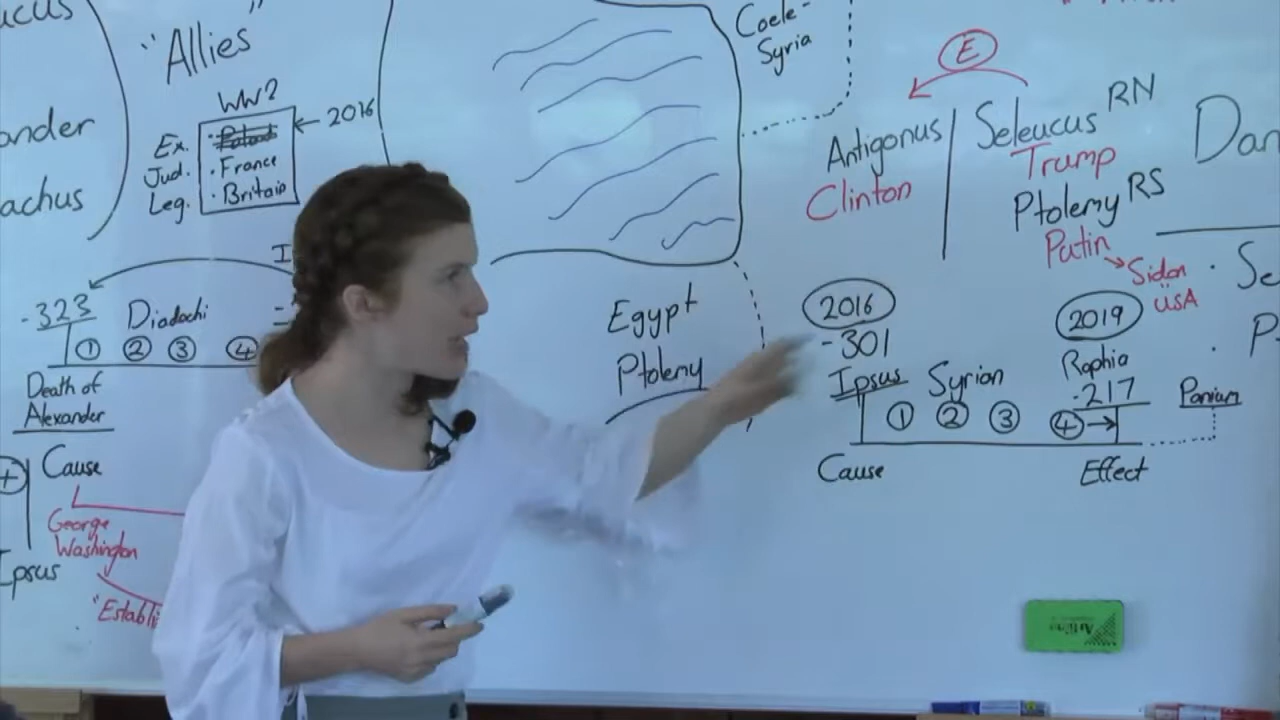 "Allies"
ander
achus
WW2
Ex.
Jud.
Leg.
· France
· Britain
2016
-323
Diadochi
1 2 3 4
Death of
Alexander
+
Cause
George
Washington
Ipsus
Egypt
Ptolemy
Coele-
Syria
E
Antigonus
Clinton
Seleucus RN
Trump
Ptolemy RS
Putin
Sidon
USA
2016
-301
Ipsus
Syrian
1 2 3 4
2019
Raphia
-217
Panium
Cause
Effect
Dan
· Se
· P